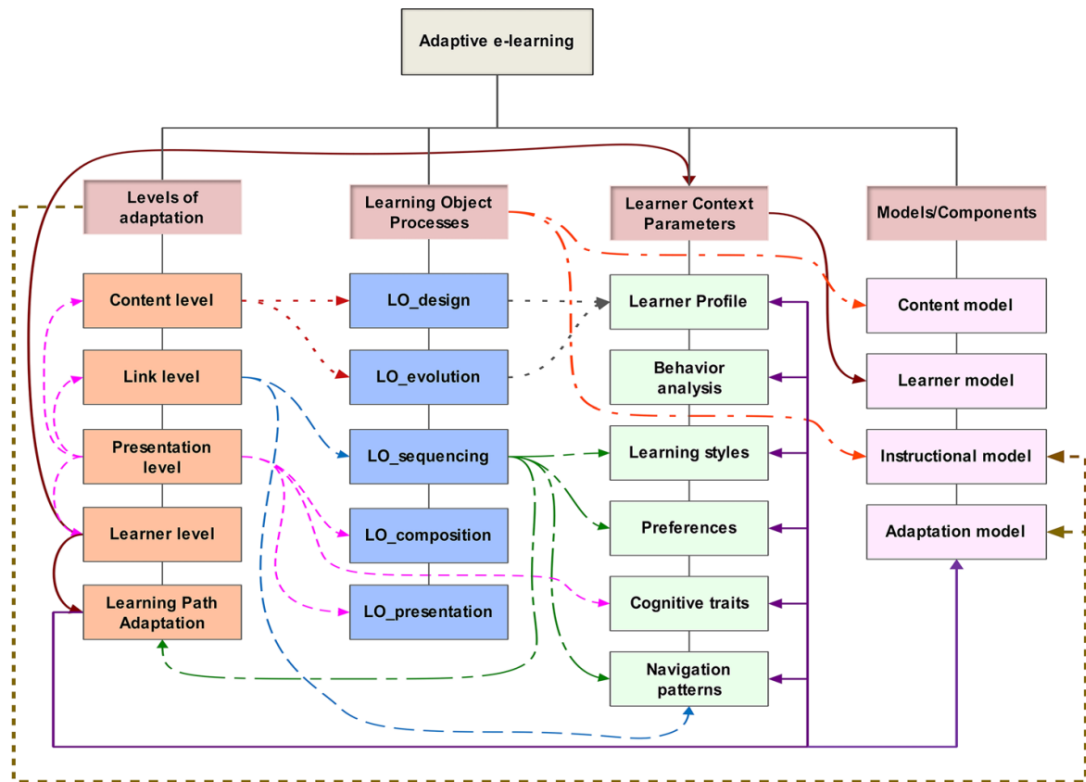 Adaptive e-learning
Levels of
adaptation
Learning Object
Processes
Learner Context
Parameters
Models/Components
Content level
LO_design
Learner Profile
Content model
Link level
LO_evolution
Behavior
analysis
Learner model
Presentation
level
LO_sequencing
Learning styles
Instructional model
Learner level
LO_composition
Preferences
Adaptation model
Learning Path
Adaptation
LO_presentation
Cognitive traits
Navigation
patterns